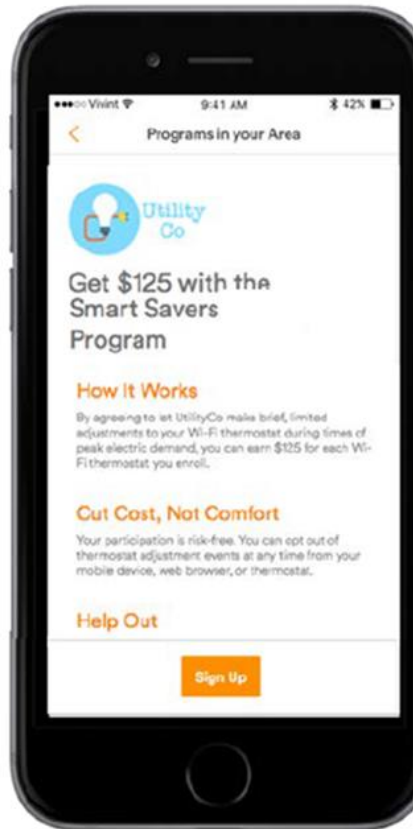 Vivint 9:41 AM 42%
Programs in your Area
Utility
Co
Get $125 with the
Smart Savers
Program
How It Works
By agreeing to let UtilityCo make brief, limited
adjustments to your Wi-Fi thermostat during times of
peak electric demand, you can earn $125 for each Wi-
Fi thermostat you enroll.
Cut Cost, Not Comfort
Your participation is risk-free. You can opt out of
thermostat adjustment events at any time from your
mobile device, web browser, or thermostat.
Help Out
Sign Up